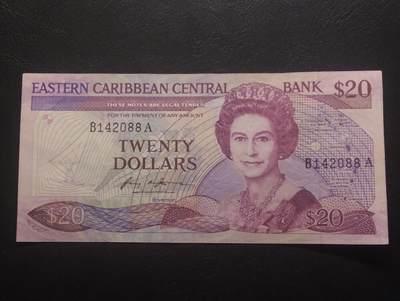 EASTERN CARIBBEAN CENTRAL BANK $20
THESE NOTES ARE LEGAL TENDER
FOR THE PAYMENT OF ANY AMOUNT
B142088 A
TWENTY
DOLLARS
B142088 A
Governor
$20
$20